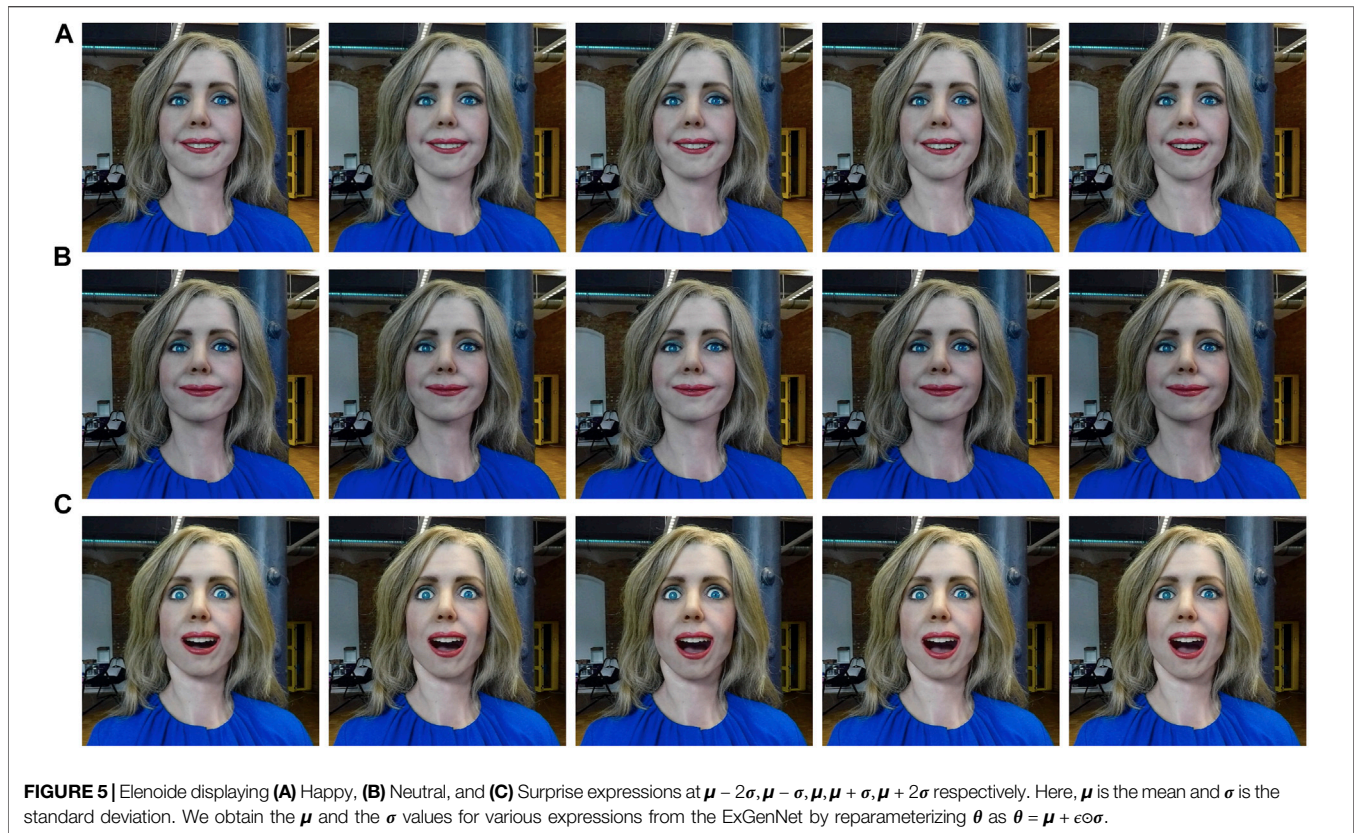 A
B
C
FIGURE 5 | Elenoide displaying (A) Happy, (B) Neutral, and (C) Surprise expressions at μ − 2σ, μ − σ, μ, μ + σ, μ + 2σ respectively. Here, μ is the mean and σ is the
standard deviation. We obtain the μ and the σ values for various expressions from the ExGenNet by reparameterizing θ as θ = μ + ϵ⊙σ.